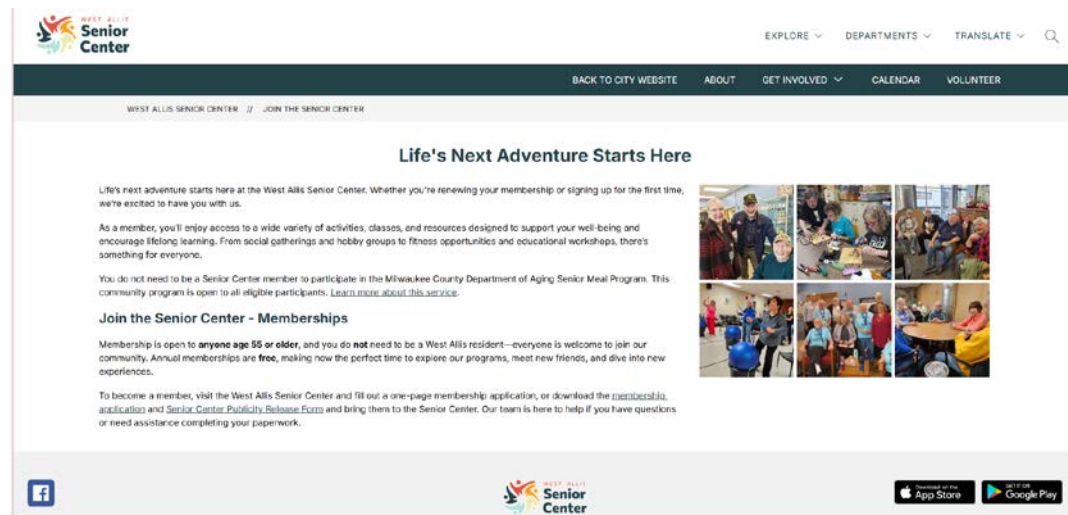 WEST ALLIS
Senior
Center
EXPLORE
DEPARTMENTS
TRANSLATE
BACK TO CITY WEBSITE
ABOUT
GET INVOLVED
CALENDAR
VOLUNTEER
WEST ALLIS SENIOR CENTER // JOIN THE SENIOR CENTER
Life's Next Adventure Starts Here
Life's next adventure starts here at the West Allis Senior Center. Whether you're renewing your membership or signing up for the first time,
we're excited to have you with us.
As a member, you'll enjoy access to a wide variety of activities, classes, and resources designed to support your well-being and
encourage lifelong learning. From social gatherings and hobby groups to fitness opportunities and educational workshops, there's
something for everyone.
You do not need to be a Senior Center member to participate in the Milwaukee County Department of Aging Senior Meal Program. This
community program is open to all eligible participants. Learn more about this service.
Join the Senior Center - Memberships
Membership is open to anyone age 55 or older, and you do not need to be a West Allis resident—everyone is welcome to join our
community. Annual memberships are free, making now the perfect time to explore our programs, meet new friends, and dive into new
experiences.
To become a member, visit the West Allis Senior Center and fill out a one-page membership application, or download the membership
application and Senior Center Publicity Release Form and bring them to the Senior Center. Our team is here to help if you have questions
or need assistance completing your paperwork.
WEST ALLIS
Senior
Center
Download on the
App Store
GET IT ON
Google Play